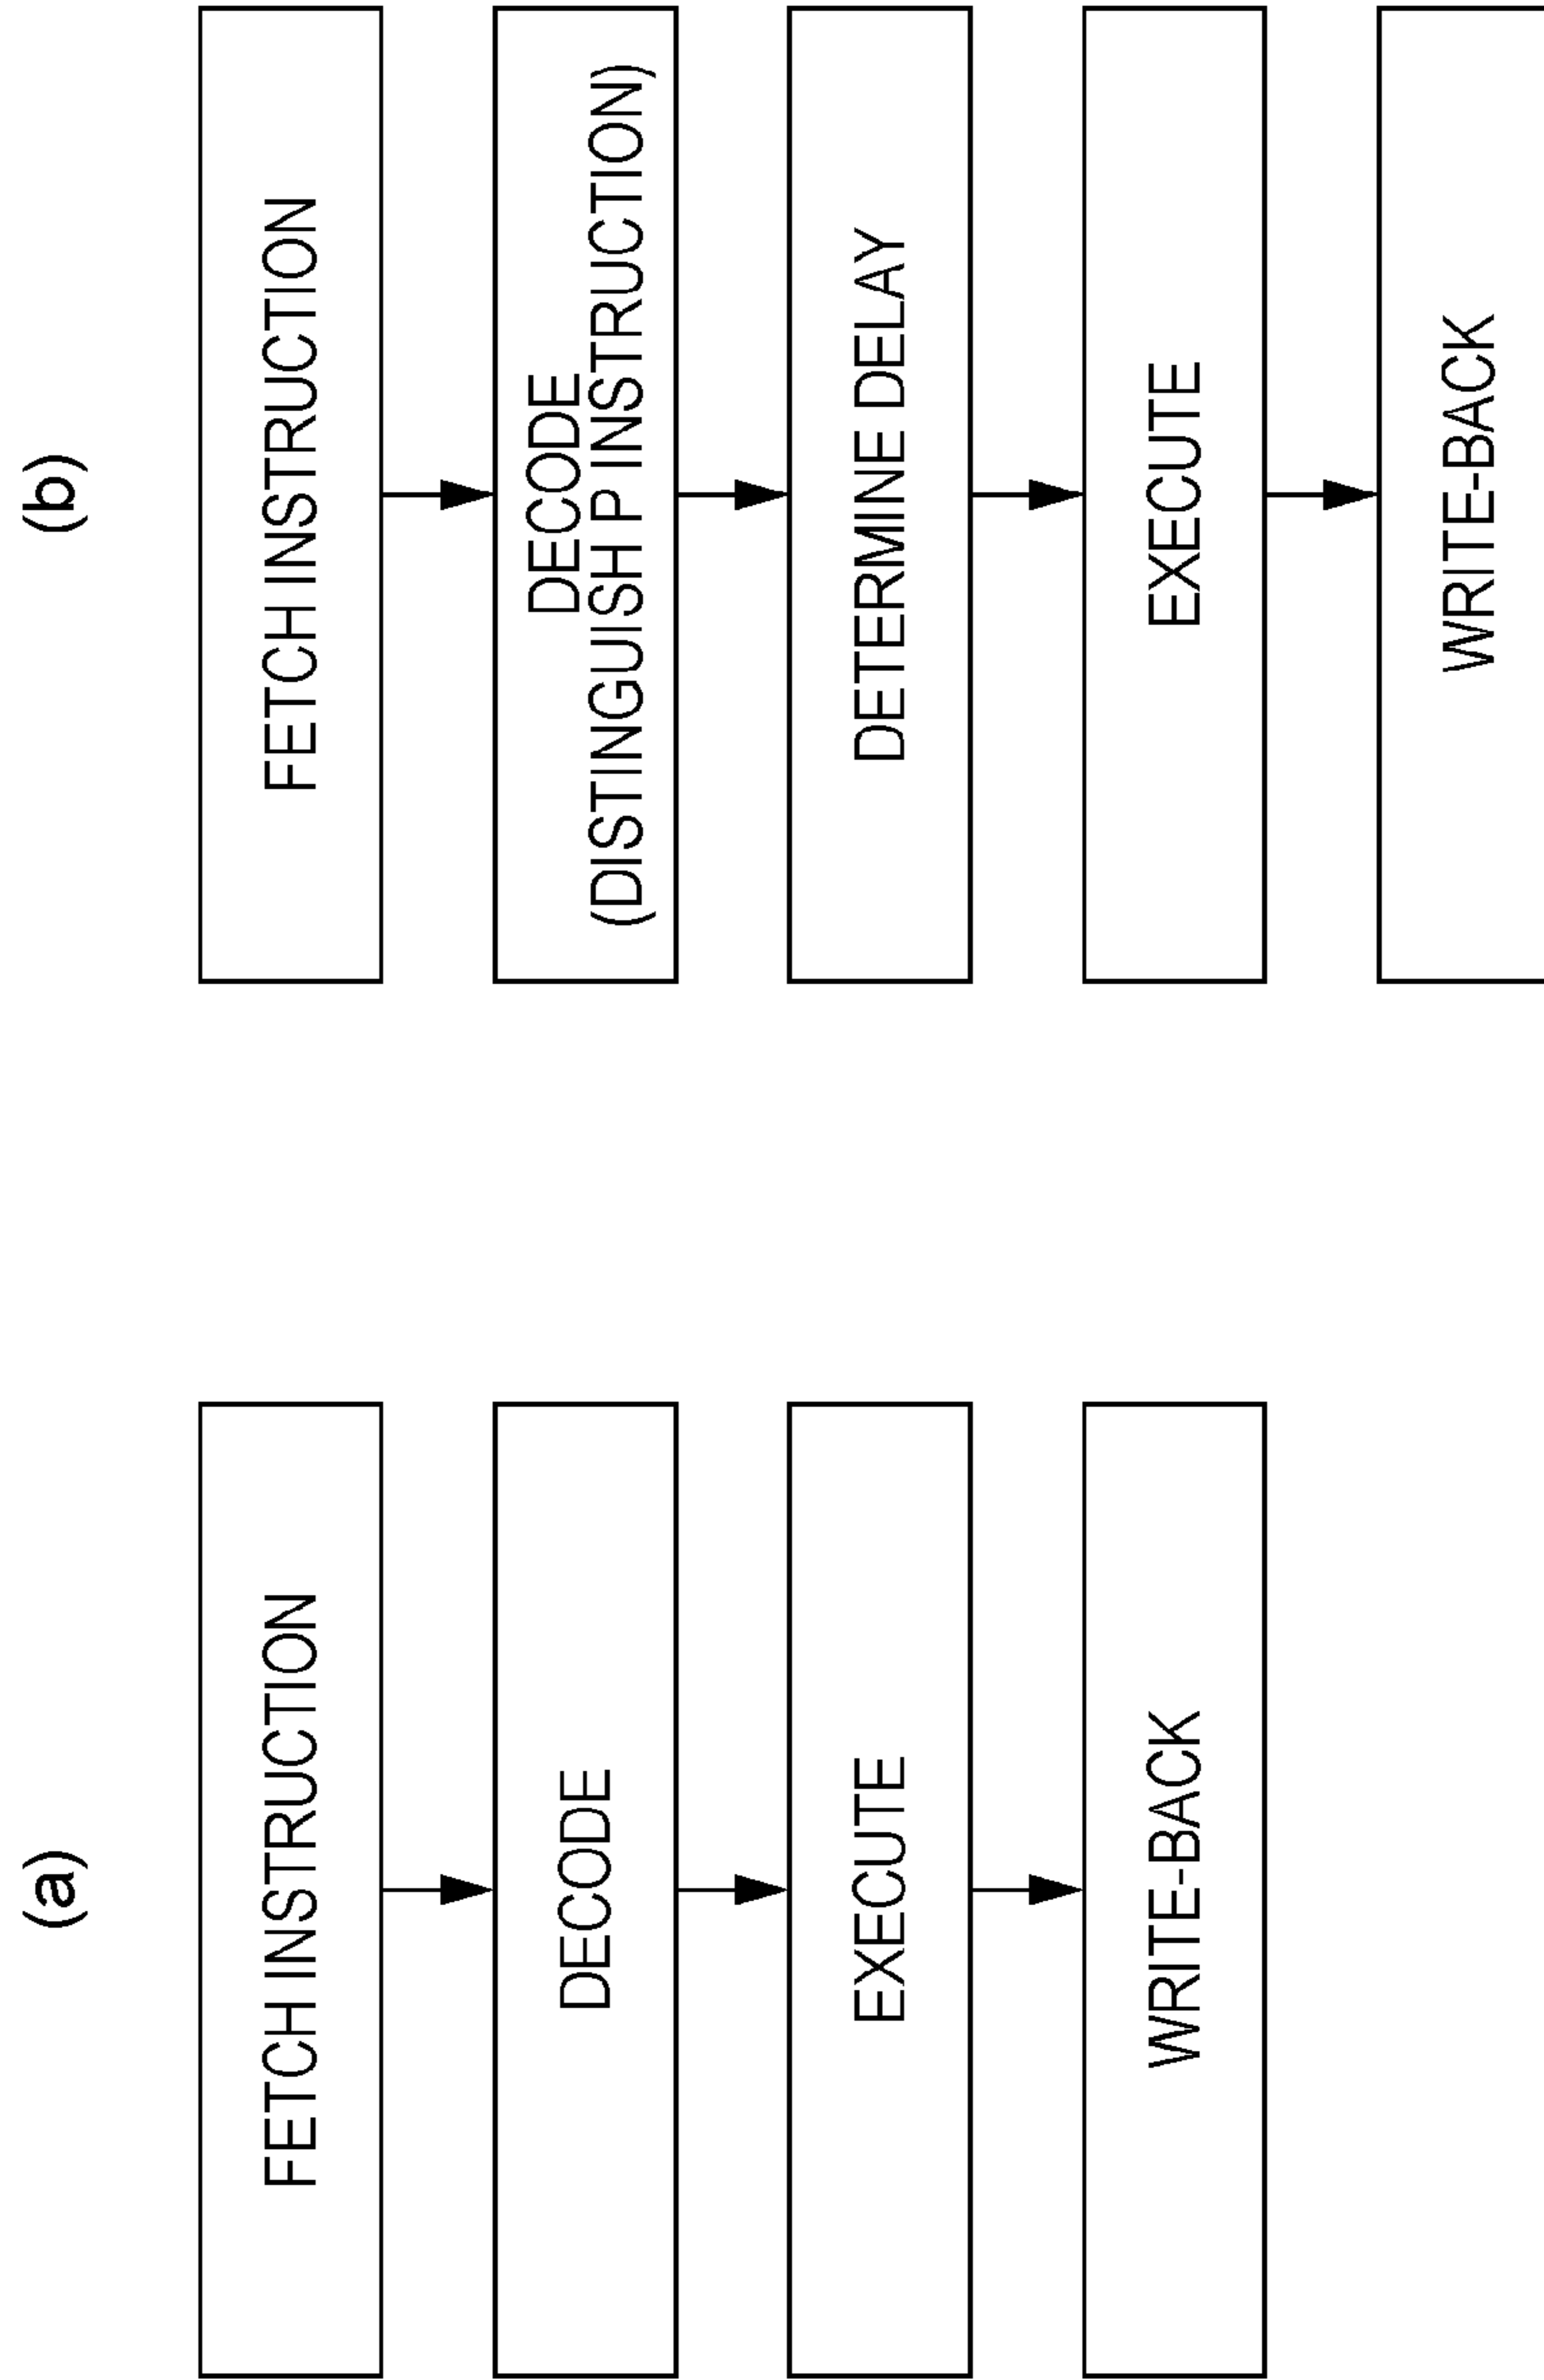 (a)
FETCH INSTRUCTION
DECODE
EXECUTE
WRITE-BACK
(b)
FETCH INSTRUCTION
DECODE
(DISTINGUISH P INSTRUCTION)
DETERMINE DELAY
EXECUTE
WRITE-BACK